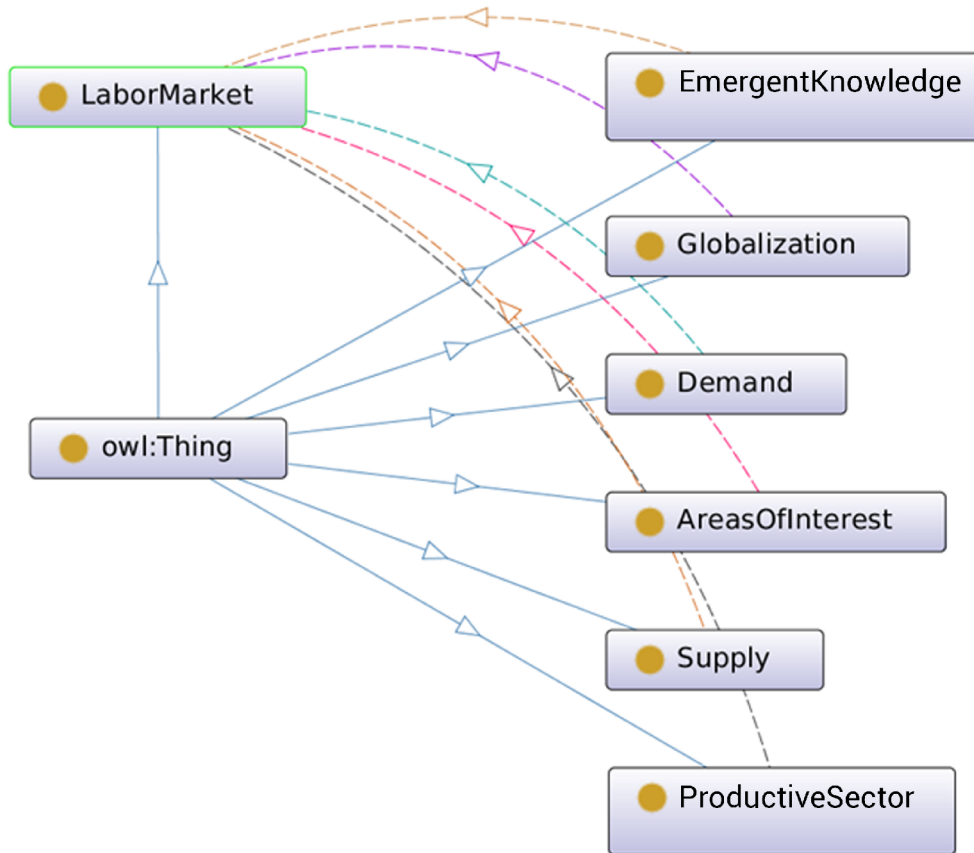 EmergentKnowledge
LaborMarket
Globalization
Demand
owl:Thing
AreasOfInterest
Supply
ProductiveSector